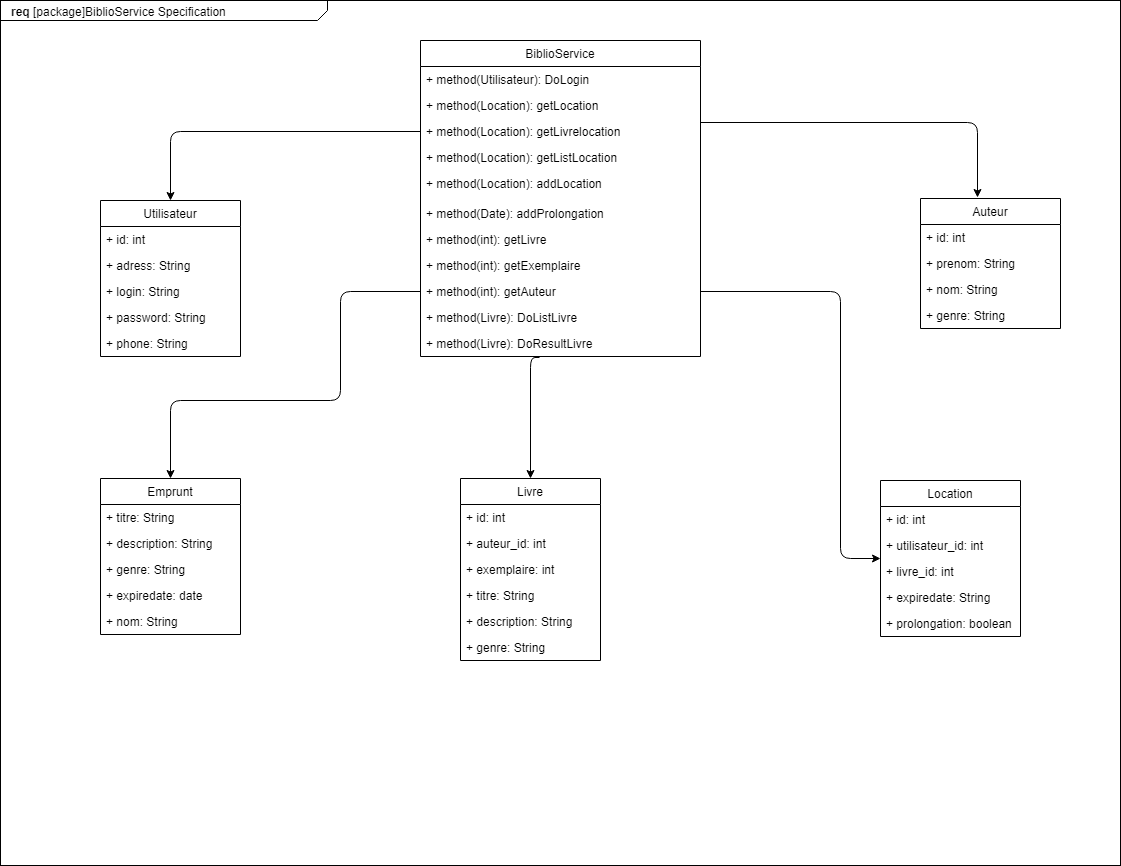 req [package]BiblioService Specification
BiblioService
+ method(Utilisateur): DoLogin
+ method(Location): getLocation
+ method(Location): getLivrelocation
+ method(Location): getListLocation
+ method(Location): addLocation
+ method(Date): addProlongation
+ method(int): getLivre
+ method(int): getExemplaire
+ method(int): getAuteur
+ method(Livre): DoListLivre
+ method(Livre): DoResultLivre
Utilisateur
+ id: int
+ adress: String
+ login: String
+ password: String
+ phone: String
Auteur
+ id: int
+ prenom: String
+ nom: String
+ genre: String
Emprunt
+ titre: String
+ description: String
+ genre: String
+ expiredate: date
+ nom: String
Livre
+ id: int
+ auteur_id: int
+ exemplaire: int
+ titre: String
+ description: String
+ genre: String
Location
+ id: int
+ utilisateur_id: int
+ livre_id: int
+ expiredate: String
+ prolongation: boolean